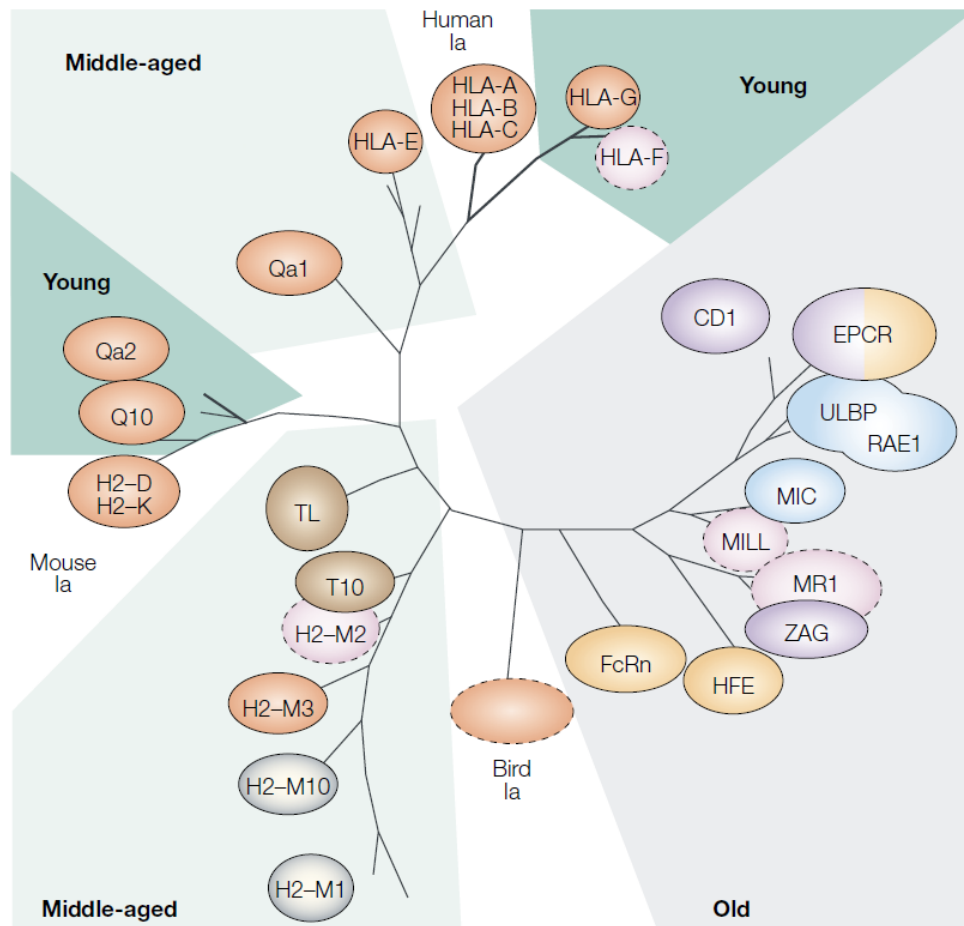 Human
Ia
Middle-aged
Young
HLA-A
HLA-B
HLA-C
HLA-G
HLA-E
HLA-F
Qa1
Young
CD1
EPCR
Qa2
ULBP
RAE1
Q10
H2–D
H2–K
MIC
TL
MILL
Mouse
Ia
T10
MR1
H2–M2
ZAG
FcRn
HFE
H2–M3
Bird
Ia
H2–M10
H2–M1
Middle-aged
Old